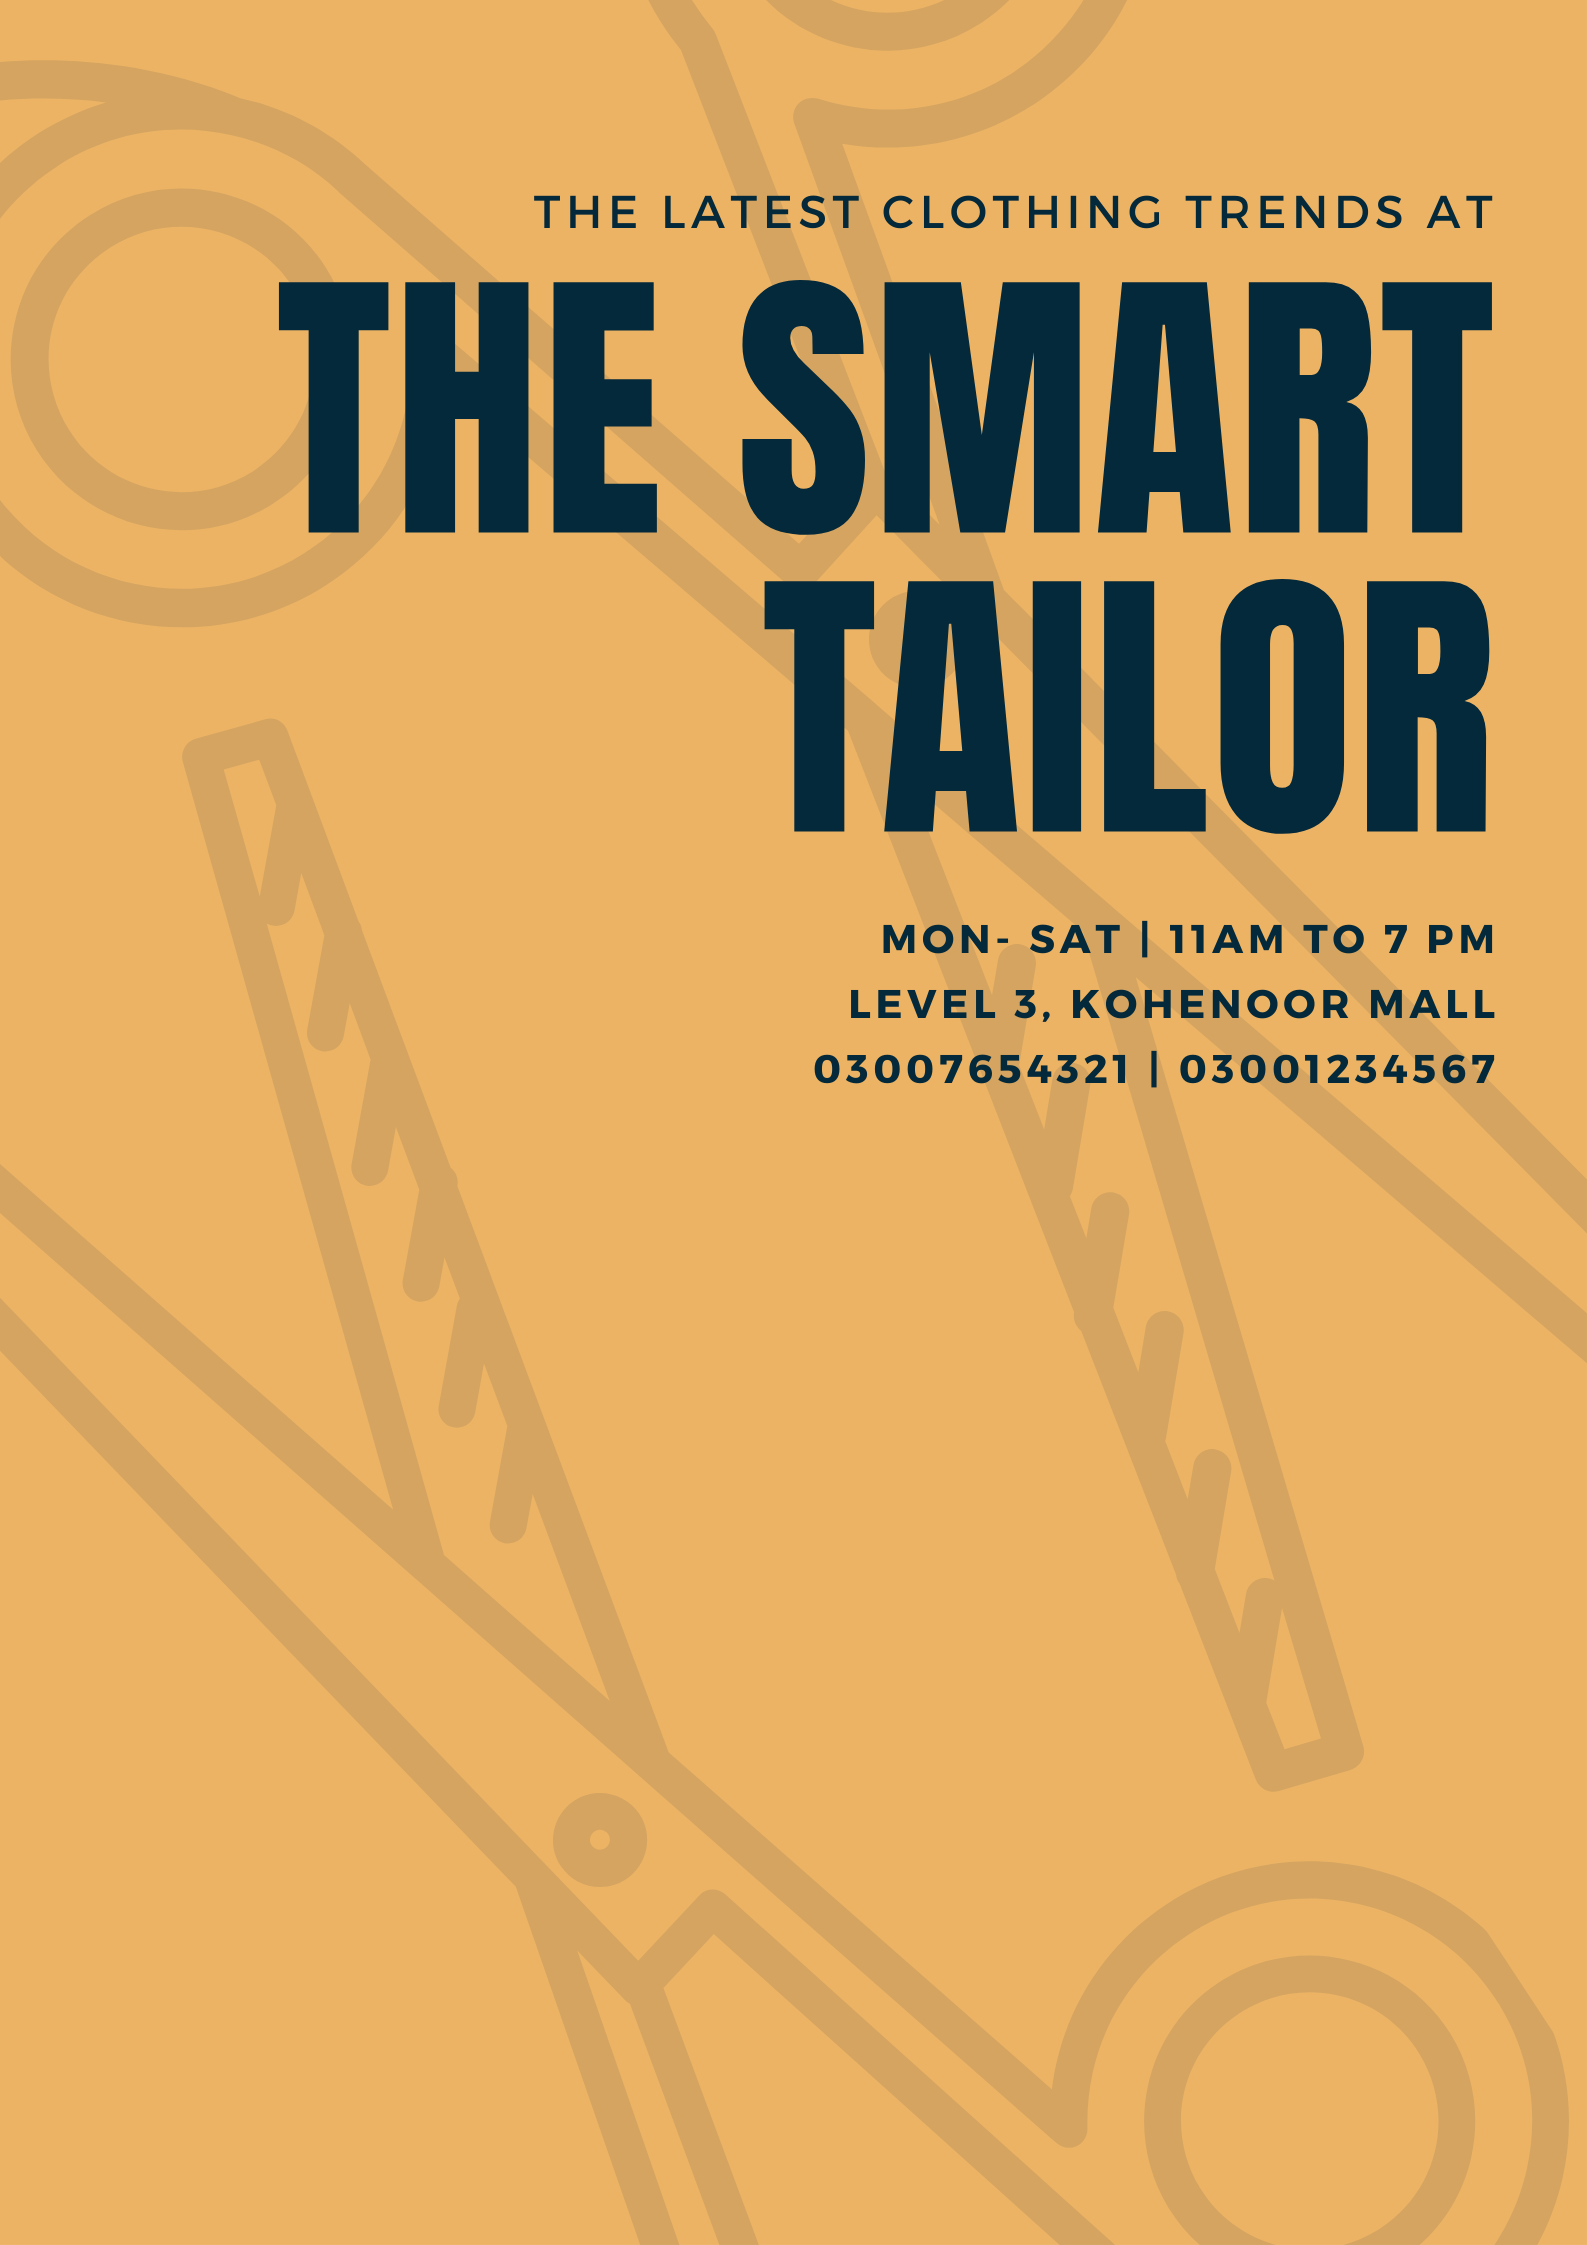 THE LATEST CLOTHING TRENDS AT
THE SMART
TAILOR
MON- SAT | 11AM TO 7 PM
LEVEL 3, KOHENOOR MALL
03007654321 | 03001234567